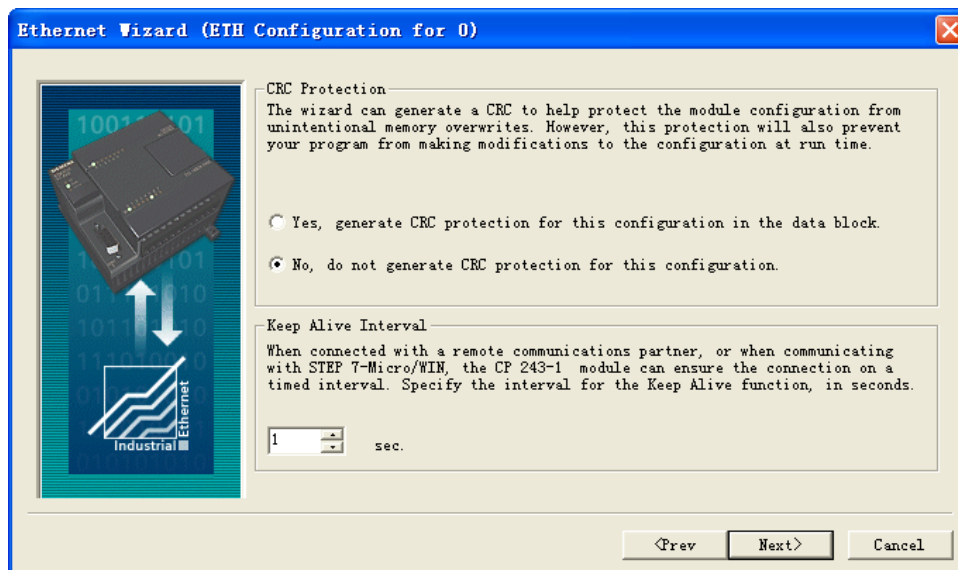 Ethernet Wizard (ETH Configuration for 0)
CRC Protection
The wizard can generate a CRC to help protect the module configuration from
unintentional memory overwrites. However, this protection will also prevent
your program from making modifications to the configuration at run time.
Yes, generate CRC protection for this configuration in the data block.
No, do not generate CRC protection for this configuration.
Keep Alive Interval
When connected with a remote communications partner, or when communicating
with STEP 7-Micro/WIN, the CP 243-1 module can ensure the connection on a
timed interval. Specify the interval for the Keep Alive function, in seconds.
1 sec.
Industrial
Ethernet
<Prev Next> Cancel